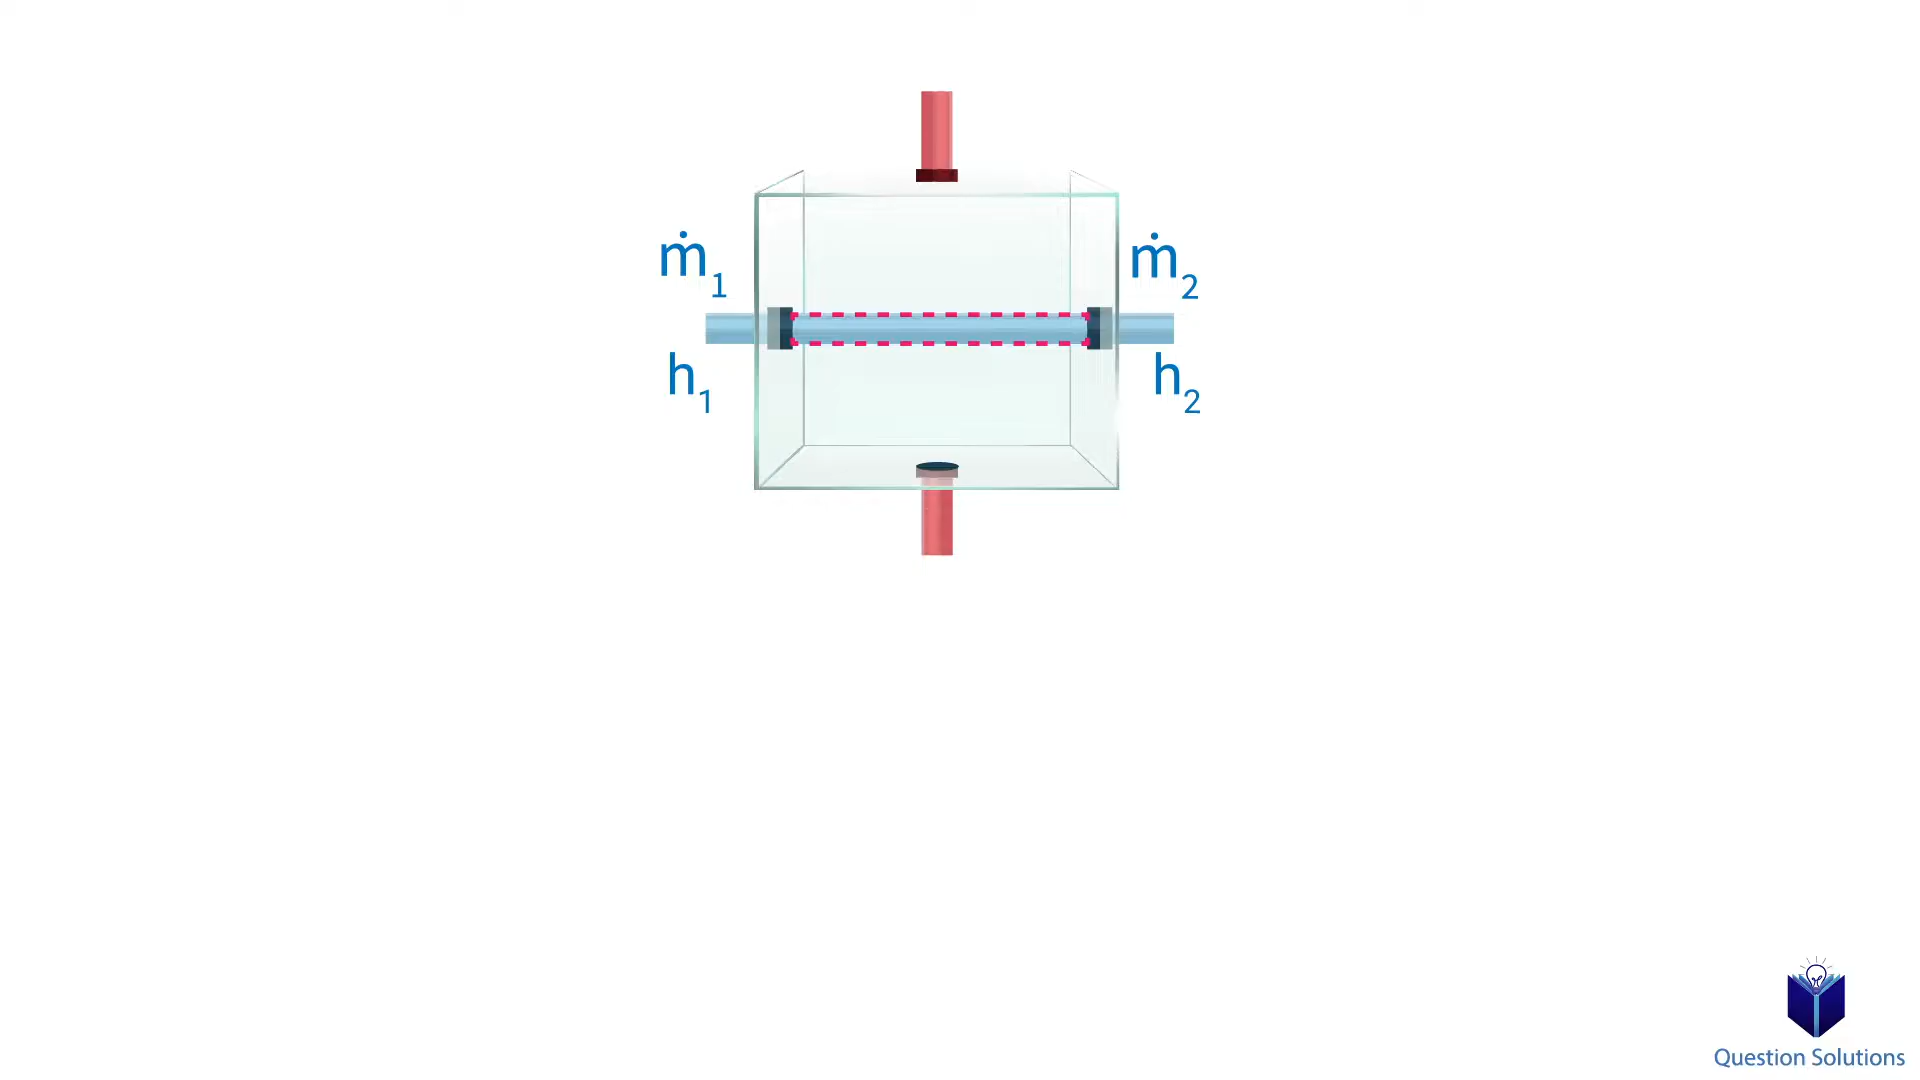 ṁ₁
ṁ₂
h₁
h₂
Question Solutions